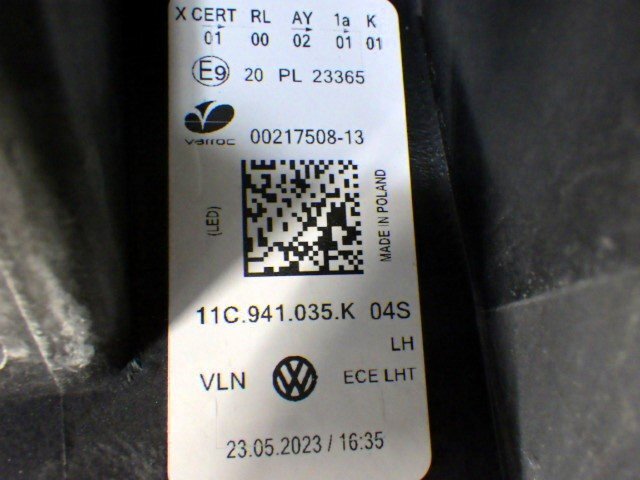 X CERT RL AY 1a K
01 00 02 01 01
E9 20 PL 23365
varroc 00217508-13
(LED)
MADE IN POLAND
11C.941.035.K 04S
LH
VLN VW ECE LHT
23.05.2023 / 16:35